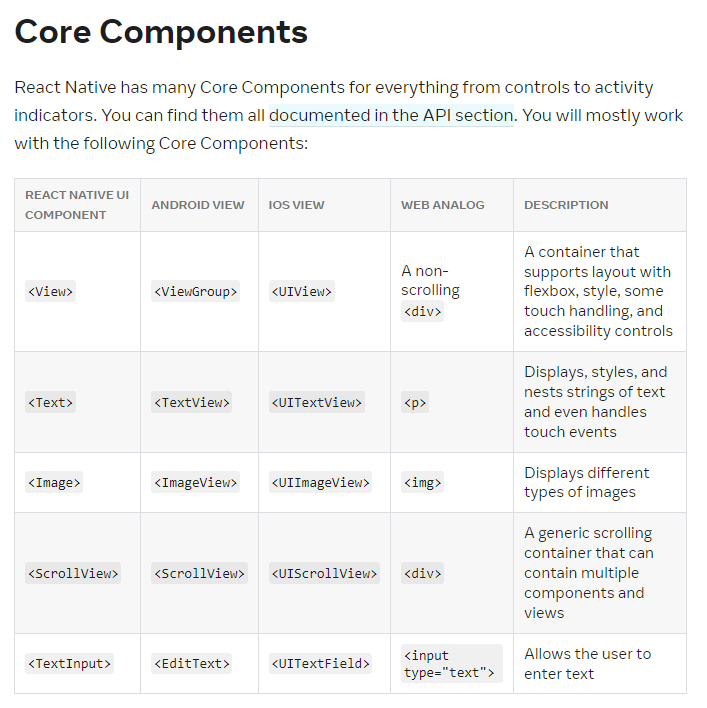 Core Components
React Native has many Core Components for everything from controls to activity
indicators. You can find them all documented in the API section. You will mostly work
with the following Core Components:
REACT NATIVE UI
COMPONENT
ANDROID VIEW
IOS VIEW
WEB ANALOG
DESCRIPTION
<View>
<ViewGroup>
<UIView>
A non-
scrolling
<div>
A container that
supports layout with
flexbox, style, some
touch handling, and
accessibility controls
<Text>
<TextView>
<UITextView>
<p>
Displays, styles, and
nests strings of text
and even handles
touch events
<Image>
<ImageView>
<UIImageView>
<img>
Displays different
types of images
<ScrollView>
<ScrollView>
<UIScrollView>
<div>
A generic scrolling
container that can
contain multiple
components and
views
<TextInput>
<EditText>
<UITextField>
<input
type="text">
Allows the user to
enter text